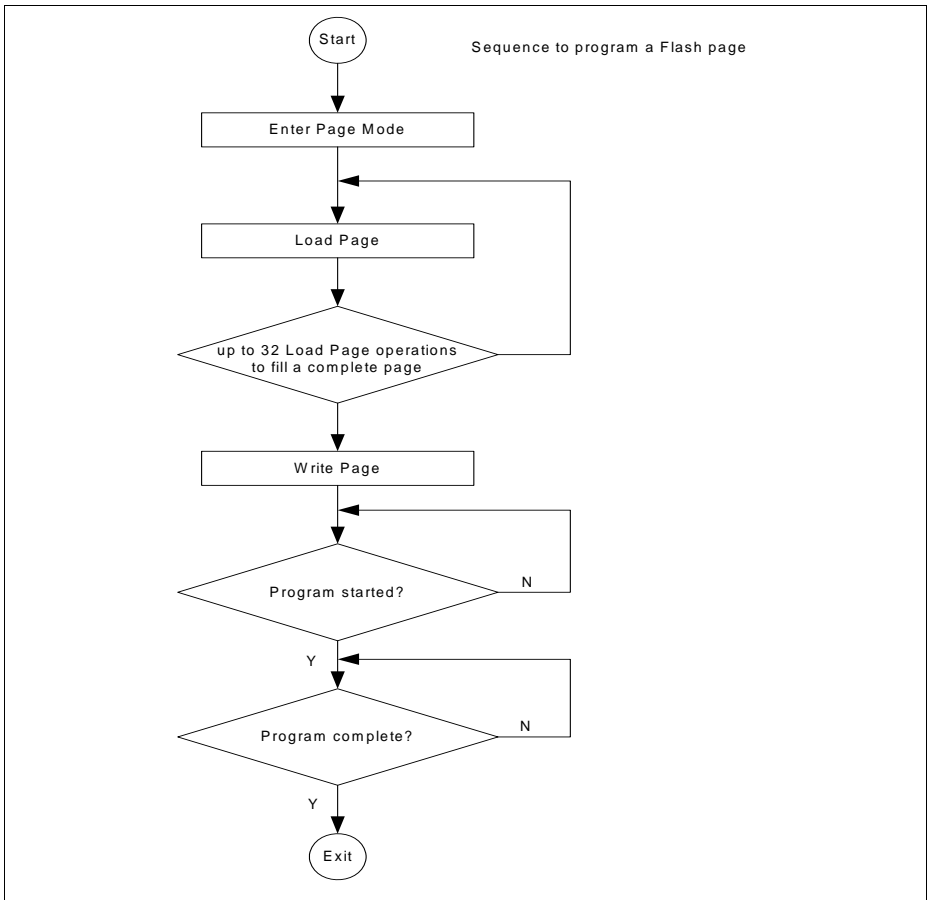 Start
Sequence to program a Flash page
Enter Page Mode
Load Page
up to 32 Load Page operations
to fill a complete page
Write Page
Program started?
N
Y
Program complete?
N
Y
Exit